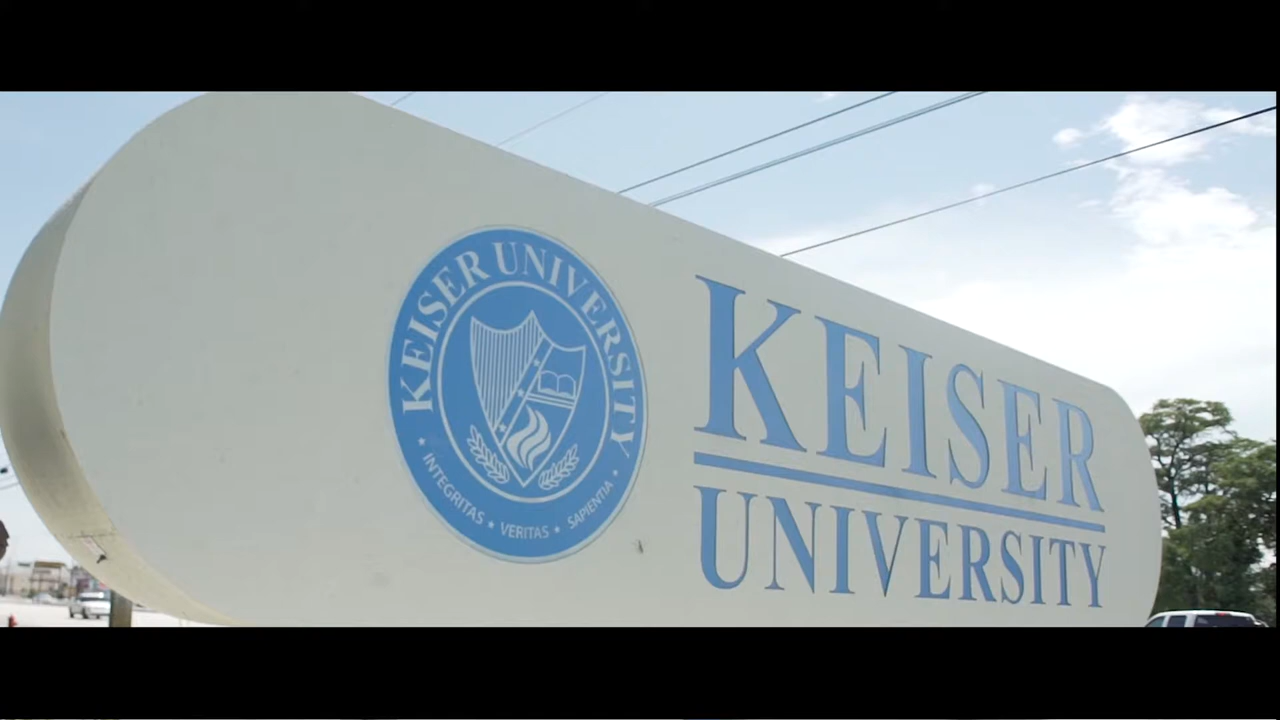 KEISER UNIVERSITY
INTEGRITAS • VERITAS • SAPIENTIA
KEISER
UNIVERSITY